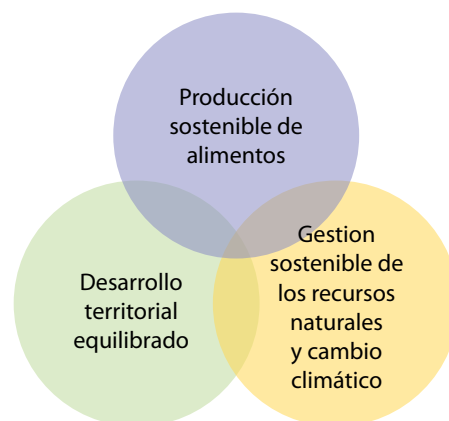 Producción
sostenible de
alimentos
Desarrollo
territorial
equilibrado
Gestion
sostenible de
los recursos
naturales
y cambio
climático